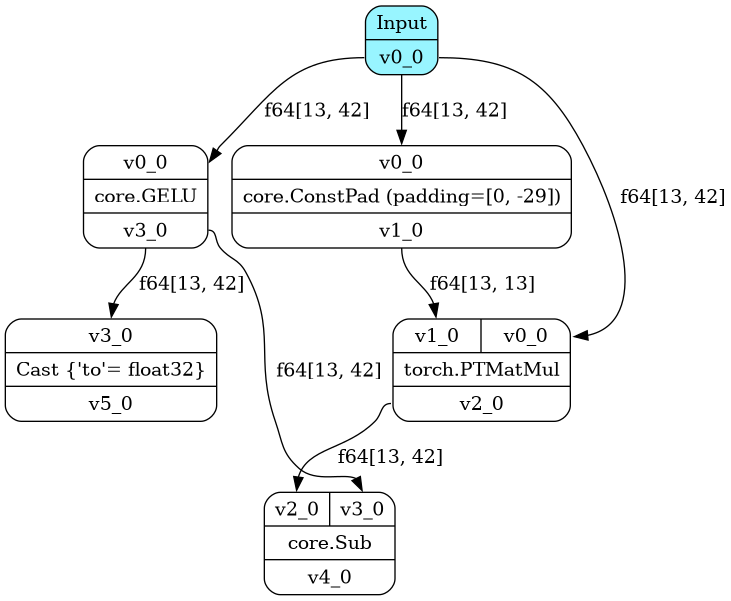 Input
v0_0
f64[13, 42]
f64[13, 42]
f64[13, 42]
v0_0
core.GELU
v3_0
v0_0
core.ConstPad (padding=[0, -29])
v1_0
f64[13, 42]
f64[13, 13]
v3_0
Cast {'to'= float32}
v5_0
f64[13, 42]
v1_0 v0_0
torch.PTMatMul
v2_0
f64[13, 42]
v2_0 v3_0
core.Sub
v4_0